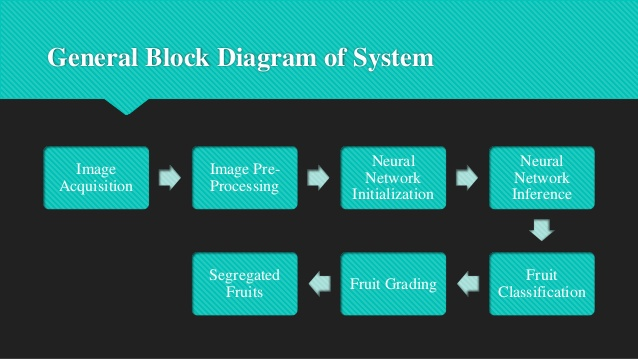 General Block Diagram of System
Image
Acquisition
Image Pre-
Processing
Neural
Network
Initialization
Neural
Network
Inference
Fruit
Classification
Fruit Grading
Segregated
Fruits